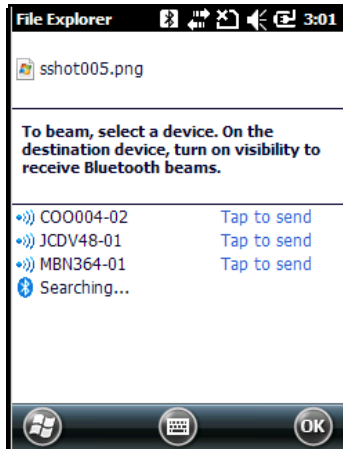 File Explorer 3:01
sshot005.png
To beam, select a device. On the
destination device, turn on visibility to
receive Bluetooth beams.
COO004-02 Tap to send
JCDV48-01 Tap to send
MBN364-01 Tap to send
Searching...
OK